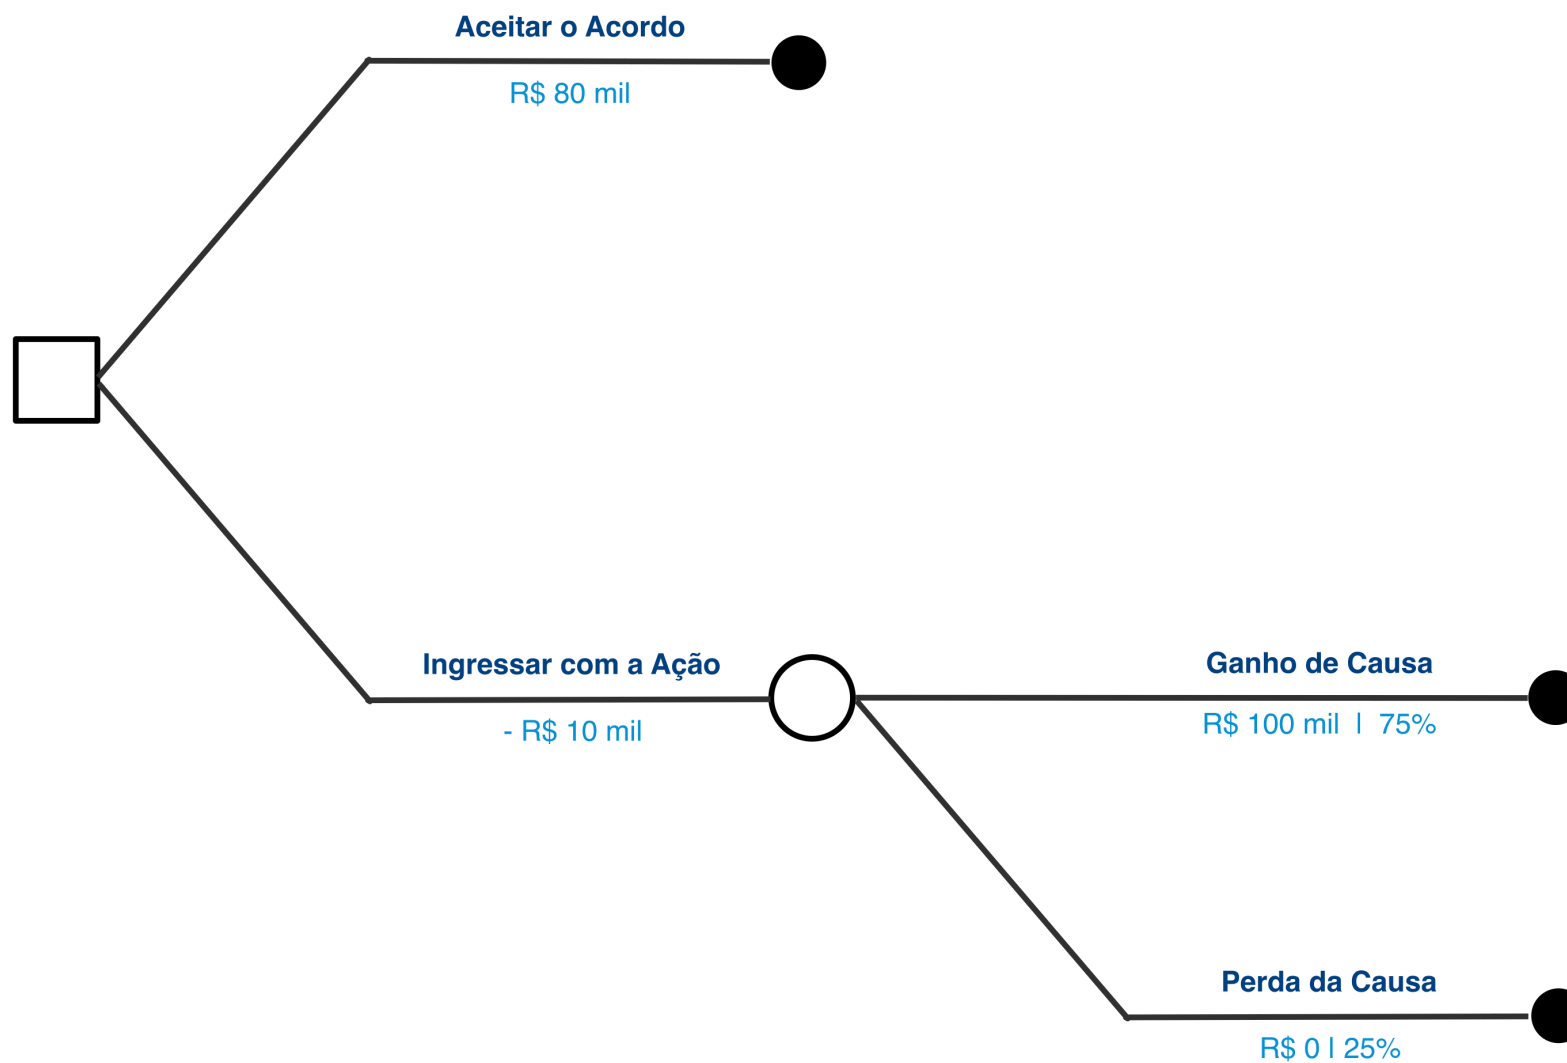 Aceitar o Acordo
R$ 80 mil
Ingressar com a Ação
- R$ 10 mil
Ganho de Causa
R$ 100 mil | 75%
Perda da Causa
R$ 0 | 25%